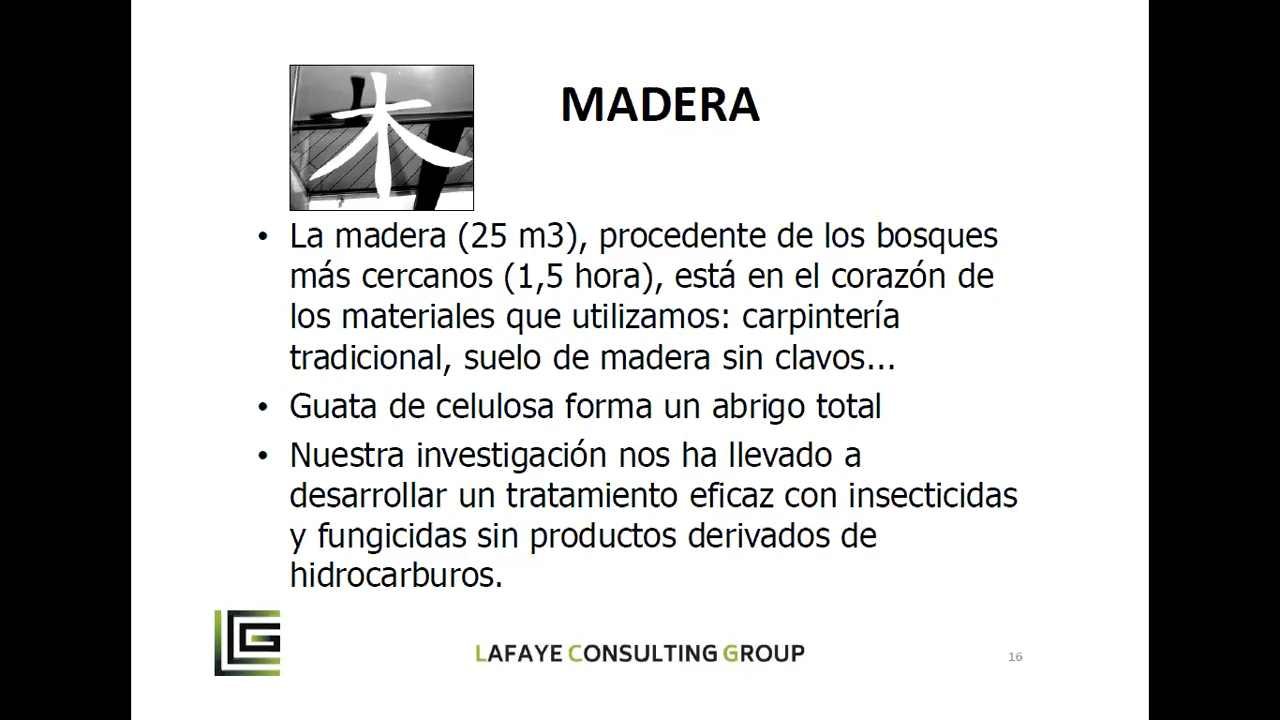 木
MADERA
• La madera (25 m3), procedente de los bosques
más cercanos (1,5 hora), está en el corazón de
los materiales que utilizamos: carpintería
tradicional, suelo de madera sin clavos...
• Guata de celulosa forma un abrigo total
• Nuestra investigación nos ha llevado a
desarrollar un tratamiento eficaz con insecticidas
y fungicidas sin productos derivados de
hidrocarburos.
LCG
LAFAYE CONSULTING GROUP
16